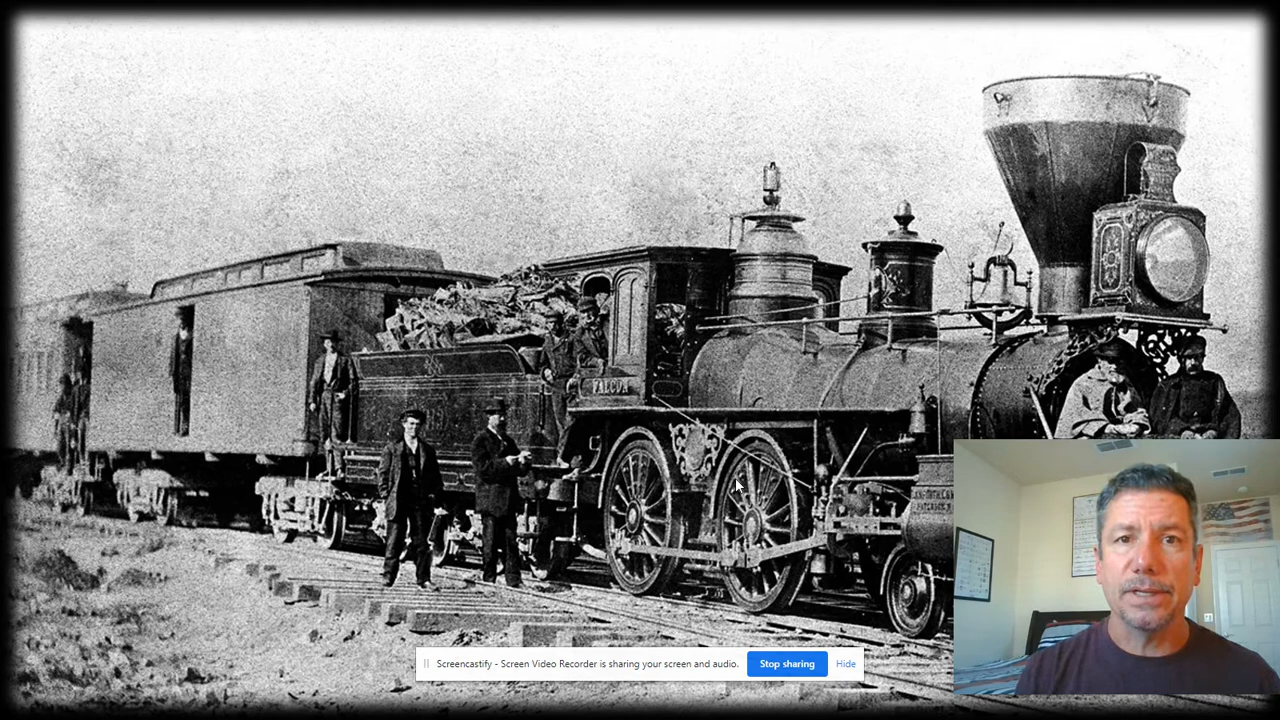 FALCON
Screencastify - Screen Video Recorder is sharing your screen and audio.
Stop sharing
Hide